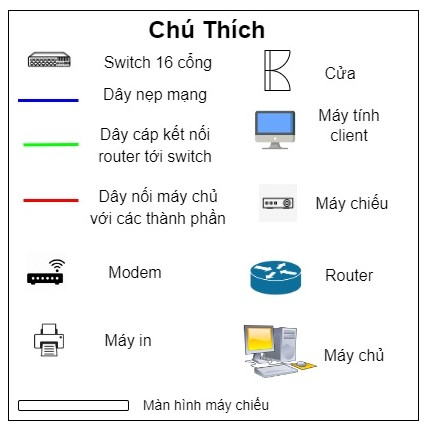 Chú Thích
Switch 16 cổng
Dây nẹp mạng
Dây cáp kết nối
router tới switch
Dây nối máy chủ
với các thành phần
Modem
Máy in
Màn hình máy chiếu
Cửa
Máy tính
client
Máy chiếu
Router
Máy chủ